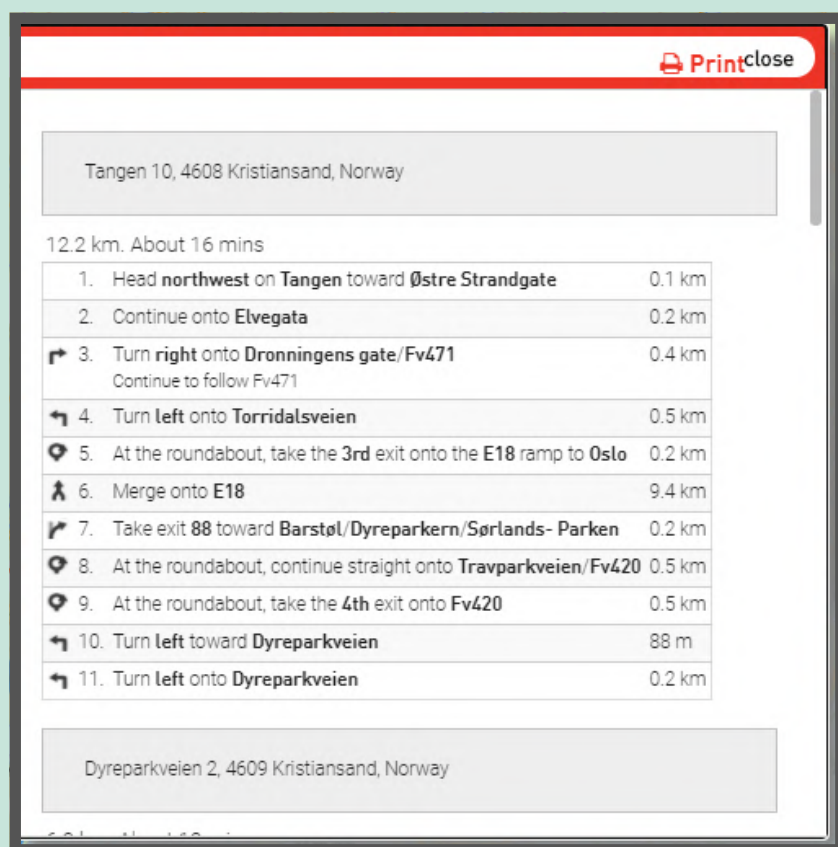 Print close
Tangen 10, 4608 Kristiansand, Norway
12.2 km. About 16 mins
1. Head northwest on Tangen toward Østre Strandgate 0.1 km
2. Continue onto Elvegata 0.2 km
3. Turn right onto Dronningens gate/Fv471 0.4 km
Continue to follow Fv471
4. Turn left onto Torridalsveien 0.5 km
5. At the roundabout, take the 3rd exit onto the E18 ramp to Oslo 0.2 km
6. Merge onto E18 9.4 km
7. Take exit 88 toward Barstøl/Dyreparkern/Sørlands- Parken 0.2 km
8. At the roundabout, continue straight onto Travparkveien/Fv420 0.5 km
9. At the roundabout, take the 4th exit onto Fv420 0.5 km
10. Turn left toward Dyreparkveien 88 m
11. Turn left onto Dyreparkveien 0.2 km
Dyreparkveien 2, 4609 Kristiansand, Norway